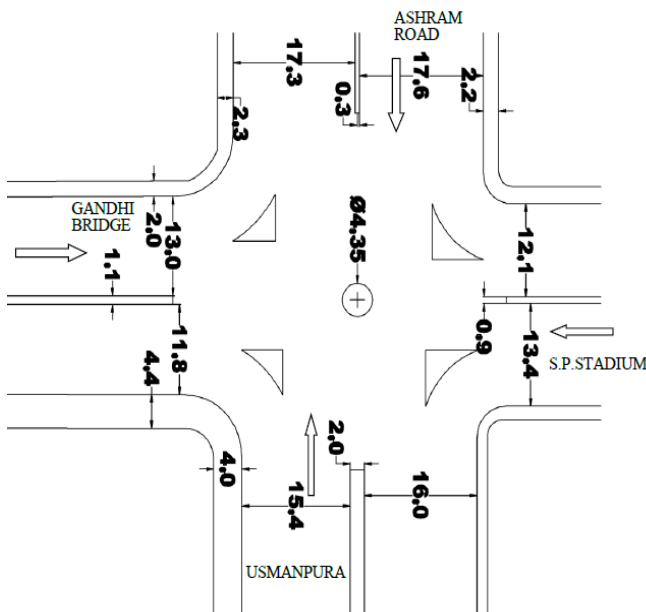 ASHRAM
ROAD
17.3
17.6
0.3
2.2
2.3
GANDHI
BRIDGE
2.0
13.0
Ø4.35
12.1
1.1
11.8
0.9
13.4
S.P.STADIUM
4.4
4.0
2.0
15.4
16.0
USMANPURA